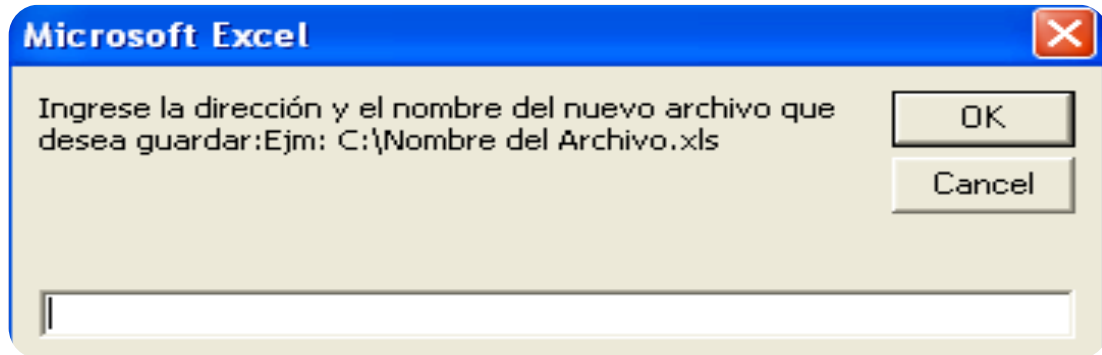 Microsoft Excel
Ingrese la dirección y el nombre del nuevo archivo que
desea guardar:Ejm: C:\Nombre del Archivo.xls
OK
Cancel